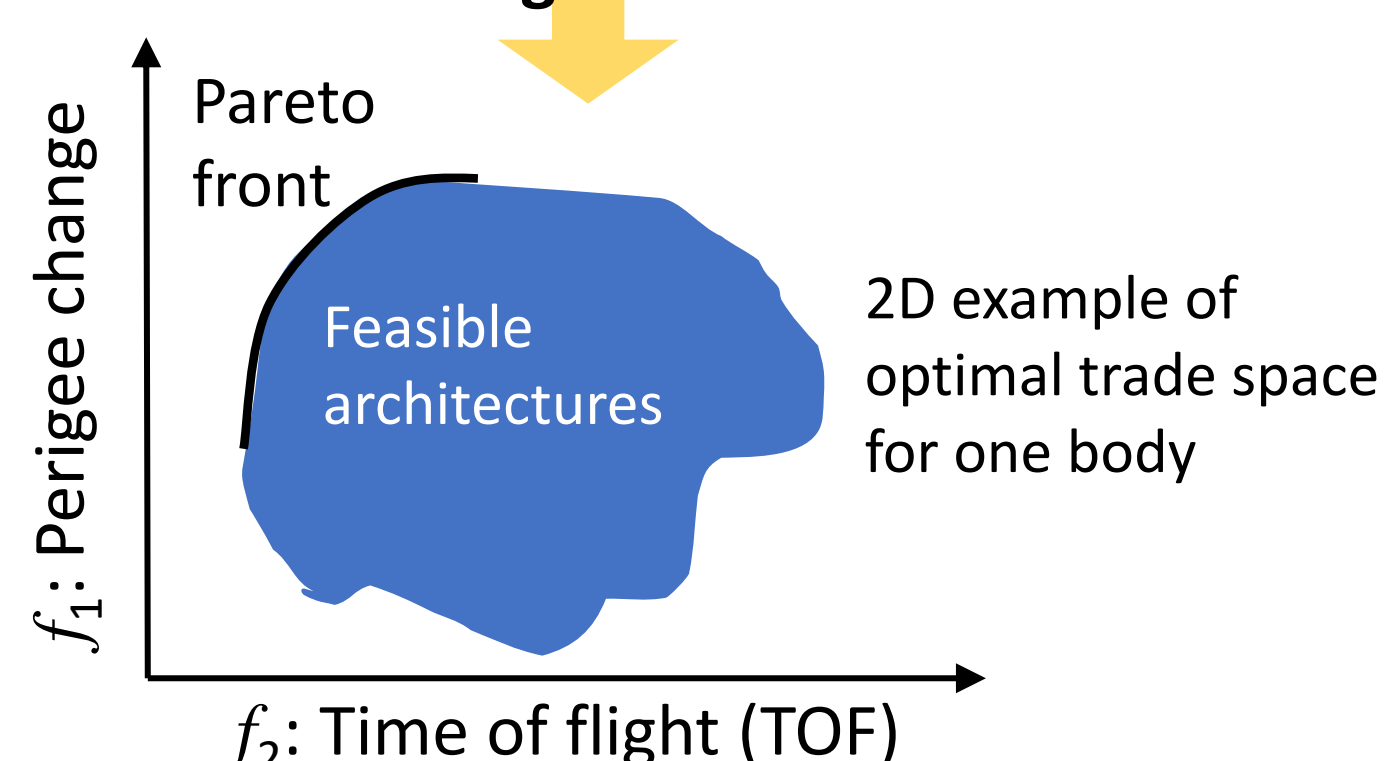 Pareto
front
f1: Perigee change
Feasible
architectures
2D example of
optimal trade space
for one body
f2: Time of flight (TOF)